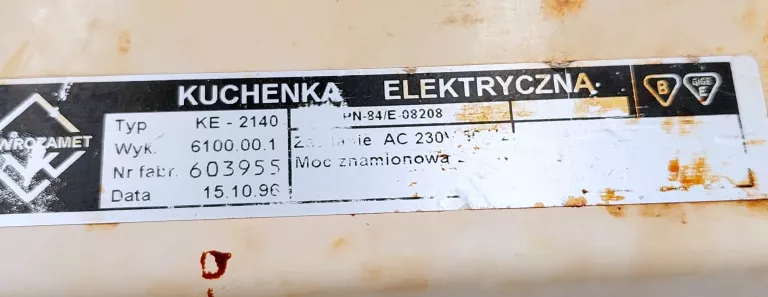 KUCHENKA ELEKTRYCZNA
B
GIGE
E
WROZAMET
Typ KE - 2140
PN-84/E-08208
Wyk. 6100.00.1
AC 230V
Nr fabr. 603955
Moc znamionowa
Data 15.10.96